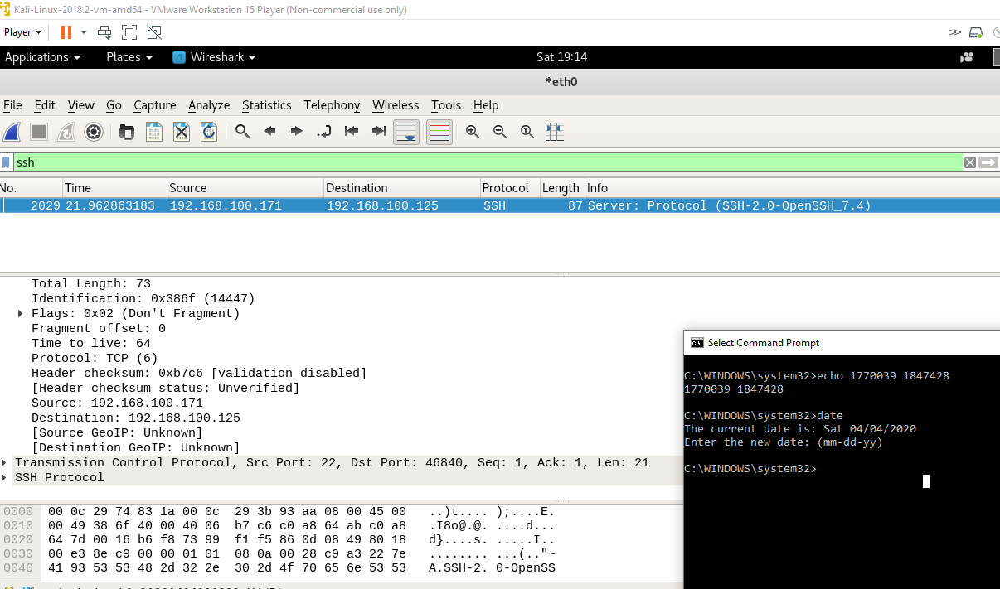 Kali-Linux-2018.2-vm-amd64 - VMware Workstation 15 Player (Non-commercial use only)
Player
Applications Places Wireshark Sat 19:14
*eth0
File Edit View Go Capture Analyze Statistics Telephony Wireless Tools Help
ssh
No. Time Source Destination Protocol Length Info
2029 21.962863183 192.168.100.171 192.168.100.125 SSH 87 Server: Protocol (SSH-2.0-OpenSSH_7.4)
Total Length: 73
Identification: 0x386f (14447)
Flags: 0x02 (Don't Fragment)
Fragment offset: 0
Time to live: 64
Protocol: TCP (6)
Header checksum: 0xb7c6 [validation disabled]
[Header checksum status: Unverified]
Source: 192.168.100.171
Destination: 192.168.100.125
[Source GeoIP: Unknown]
[Destination GeoIP: Unknown]
Transmission Control Protocol, Src Port: 22, Dst Port: 46840, Seq: 1, Ack: 1, Len: 21
SSH Protocol
0000 00 0c 29 74 83 1a 00 0c 29 3b 93 aa 08 00 45 00 ..)t.... );....E.
0010 00 49 38 6f 40 00 40 06 b7 c6 c0 a8 64 ab c0 a8 .I8o@.@. ....d...
0020 64 7d 00 16 b6 f8 73 99 f1 f5 86 0d 08 49 80 18 d}....s. .....I..
0030 00 e3 8e c9 00 00 01 01 08 0a 00 28 c9 a3 22 7e ........ ...(.."~
0040 41 93 53 53 48 2d 32 2e 30 2d 4f 70 65 6e 53 53 A.SSH-2. 0-OpenSS
Select Command Prompt
C:\WINDOWS\system32>echo 1770039 1847428
1770039 1847428
C:\WINDOWS\system32>date
The current date is: Sat 04/04/2020
Enter the new date: (mm-dd-yy)
C:\WINDOWS\system32>